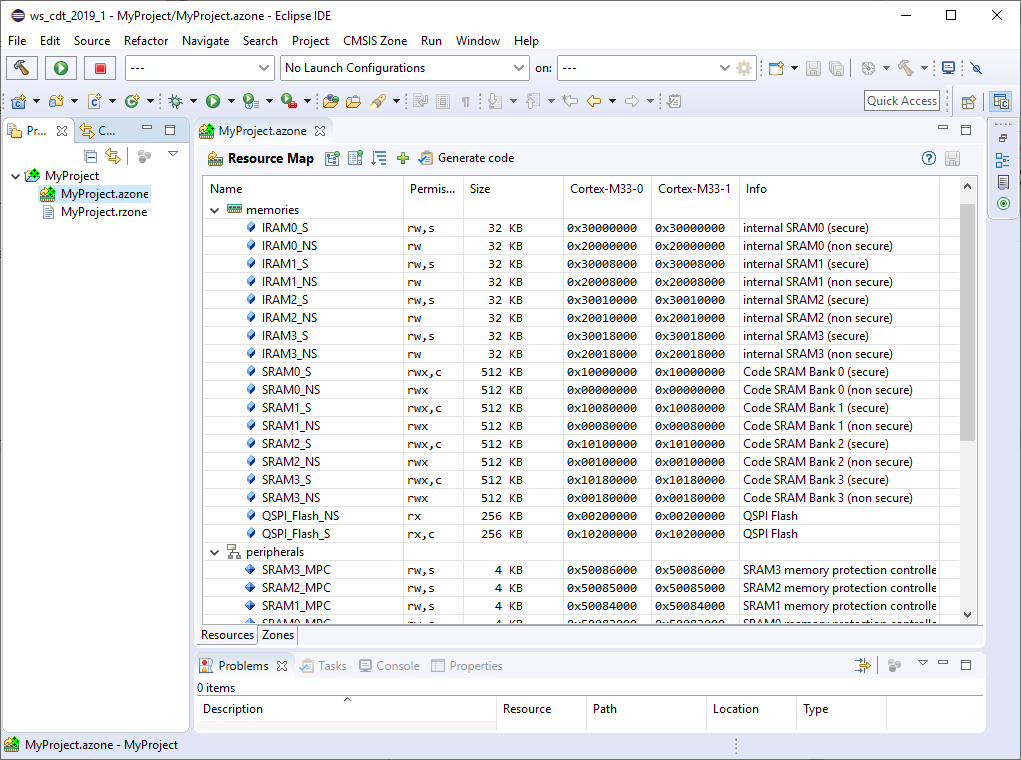 ws_cdt_2019_1 - MyProject/MyProject.azone - Eclipse IDE
File Edit Source Refactor Navigate Search Project CMSIS Zone Run Window Help
--- No Launch Configurations on: ---
Quick Access
Pr... C... MyProject.azone
Resource Map Generate code
MyProject
MyProject.azone
MyProject.rzone
Name Permis... Size Cortex-M33-0 Cortex-M33-1 Info
memories
IRAM0_S rw,s 32 KB 0x30000000 0x30000000 internal SRAM0 (secure)
IRAM0_NS rw 32 KB 0x20000000 0x20000000 internal SRAM0 (non secure)
IRAM1_S rw,s 32 KB 0x30008000 0x30008000 internal SRAM1 (secure)
IRAM1_NS rw 32 KB 0x20008000 0x20008000 internal SRAM1 (non secure)
IRAM2_S rw,s 32 KB 0x30010000 0x30010000 internal SRAM2 (secure)
IRAM2_NS rw 32 KB 0x20010000 0x20010000 internal SRAM2 (non secure)
IRAM3_S rw,s 32 KB 0x30018000 0x30018000 internal SRAM3 (secure)
IRAM3_NS rw 32 KB 0x20018000 0x20018000 internal SRAM3 (non secure)
SRAM0_S rwx,c 512 KB 0x10000000 0x10000000 Code SRAM Bank 0 (secure)
SRAM0_NS rwx 512 KB 0x00000000 0x00000000 Code SRAM Bank 0 (non secure)
SRAM1_S rwx,c 512 KB 0x10080000 0x10080000 Code SRAM Bank 1 (secure)
SRAM1_NS rwx 512 KB 0x00080000 0x00080000 Code SRAM Bank 1 (non secure)
SRAM2_S rwx,c 512 KB 0x10100000 0x10100000 Code SRAM Bank 2 (secure)
SRAM2_NS rwx 512 KB 0x00100000 0x00100000 Code SRAM Bank 2 (non secure)
SRAM3_S rwx,c 512 KB 0x10180000 0x10180000 Code SRAM Bank 3 (secure)
SRAM3_NS rwx 512 KB 0x00180000 0x00180000 Code SRAM Bank 3 (non secure)
QSPI_Flash_NS rx 256 KB 0x00200000 0x00200000 QSPI Flash
QSPI_Flash_S rx,c 256 KB 0x10200000 0x10200000 QSPI Flash
peripherals
SRAM3_MPC rw,s 4 KB 0x50086000 0x50086000 SRAM3 memory protection controlle
SRAM2_MPC rw,s 4 KB 0x50085000 0x50085000 SRAM2 memory protection controlle
SRAM1_MPC rw,s 4 KB 0x50084000 0x50084000 SRAM1 memory protection controlle
Resources Zones
Problems Tasks Console Properties
0 items
Description Resource Path Location Type
MyProject.azone - MyProject